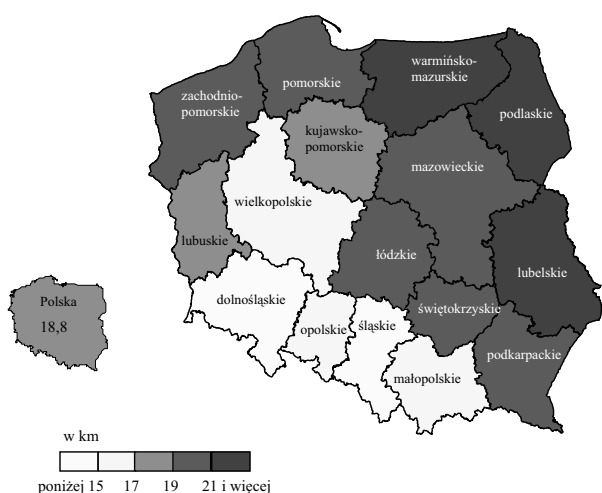 warmińsko-
mazurskie
pomorskie
zachodnio-
pomorskie
podlaskie
kujawsko-
pomorskie
mazowieckie
wielkopolskie
lubuskie
łódzkie
lubelskie
dolnośląskie
Polska
18,8
opolskie
śląskie
świętokrzyskie
podkarpackie
małopolskie
w km
poniżej 15 17 19 21 i więcej